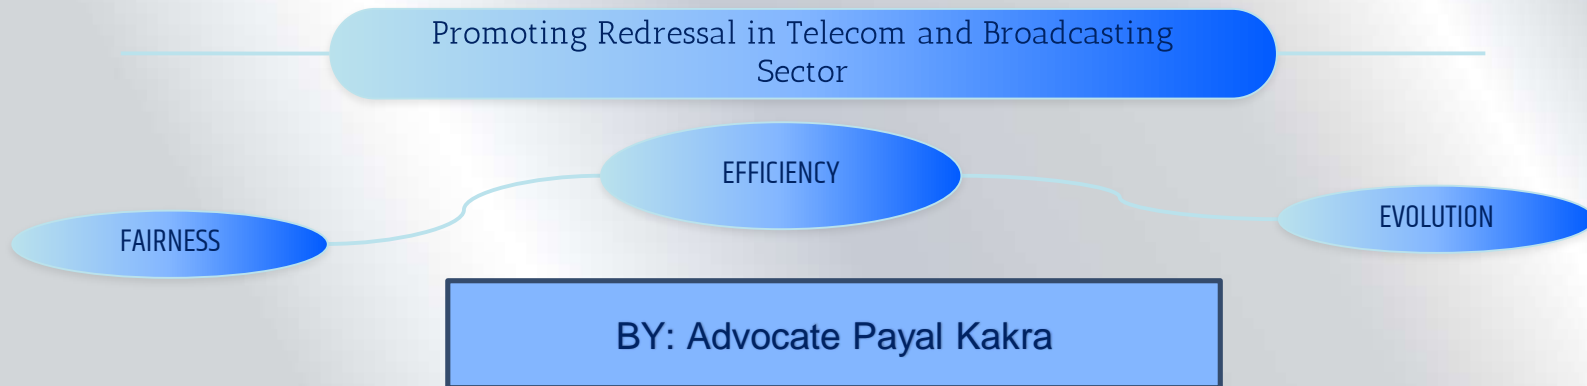 Promoting Redressal in Telecom and Broadcasting
Sector
EFFICIENCY
FAIRNESS
EVOLUTION
BY: Advocate Payal Kakra